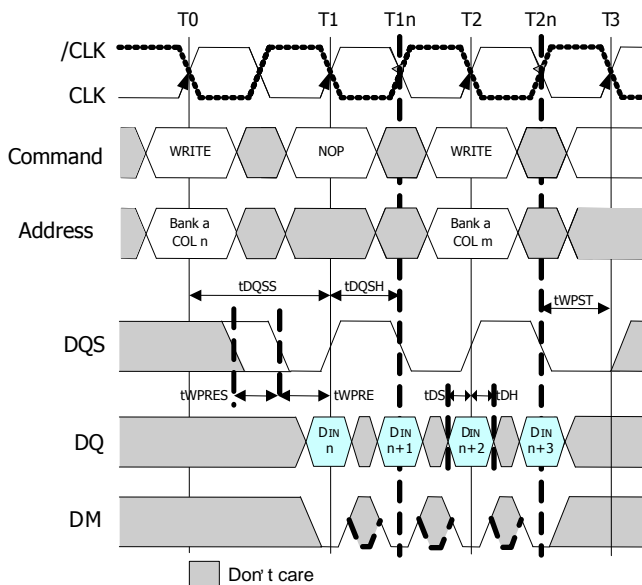 T0 T1 T1n T2 T2n T3
/CLK
CLK
Command WRITE NOP WRITE
Address Bank a COL n Bank a COL m
tDQSS tDQSH tWPST
DQS
tWPRES tWPRE tDS tDH
DQ DIN n DIN n+1 DIN n+2 DIN n+3
DM
Don't care